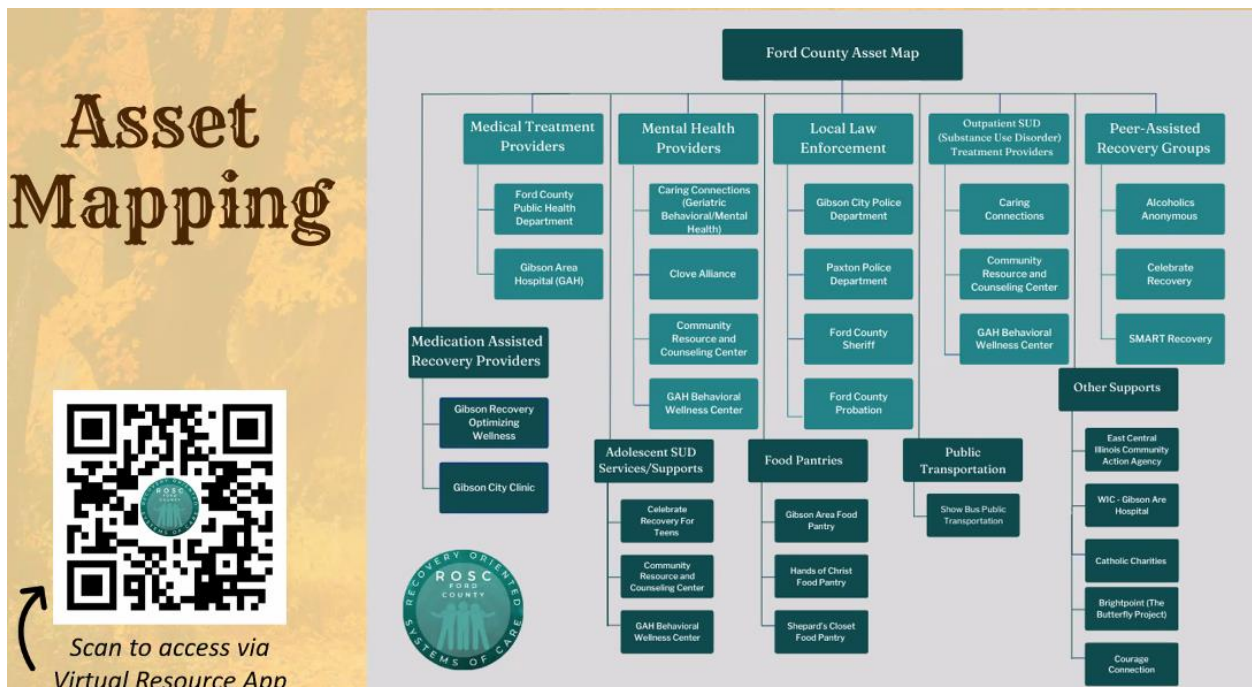 Asset
Mapping
Scan to access via
Virtual Resource App
Ford County Asset Map
Medical Treatment
Providers
Ford County
Public Health
Department
Gibson Area
Hospital (GAH)
Mental Health
Providers
Caring Connections
(Geriatric
Behavioral/Mental
Health)
Clove Alliance
Community
Resource and
Counseling Center
GAH Behavioral
Wellness Center
Local Law
Enforcement
Gibson City Police
Department
Paxton Police
Department
Ford County
Sheriff
Ford County
Probation
Outpatient SUD
(Substance Use Disorder)
Treatment Providers
Caring
Connections
Community
Resource and
Counseling Center
GAH Behavioral
Wellness Center
Peer-Assisted
Recovery Groups
Alcoholics
Anonymous
Celebrate
Recovery
SMART Recovery
Medication Assisted
Recovery Providers
Gibson Recovery
Optimizing
Wellness
Gibson City Clinic
Adolescent SUD
Services/Supports
Celebrate
Recovery For
Teens
Community
Resource and
Counseling Center
GAH Behavioral
Wellness Center
Food Pantries
Gibson Area Food
Pantry
Hands of Christ
Food Pantry
Shepard's Closet
Food Pantry
Public
Transportation
Show Bus Public
Transportation
Other Supports
East Central
Illinois Community
Action Agency
WIC - Gibson Are
Hospital
Catholic Charities
Brightpoint (The
Butterfly Project)
Courage
Connection
RECOVERY ORIENTED
SYSTEMS OF CARE
ROSC
FORD
COUNTY
RECOVERY ORIENTED
SYSTEMS OF CARE
ROSC
FORD
COUNTY